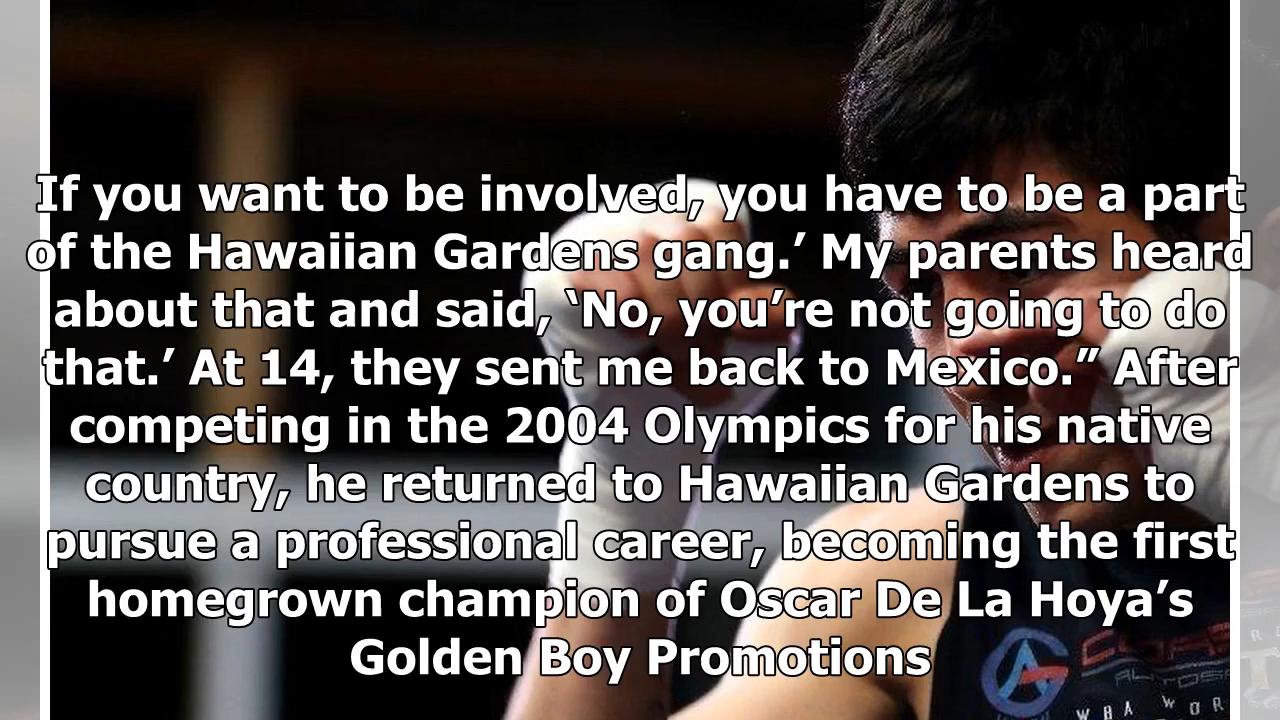 If you want to be involved, you have to be a part
of the Hawaiian Gardens gang.’ My parents heard
about that and said, ‘No, you’re not going to do
that.’ At 14, they sent me back to Mexico.” After
competing in the 2004 Olympics for his native
country, he returned to Hawaiian Gardens to
pursue a professional career, becoming the first
homegrown champion of Oscar De La Hoya’s
Golden Boy Promotions
WBA WOR